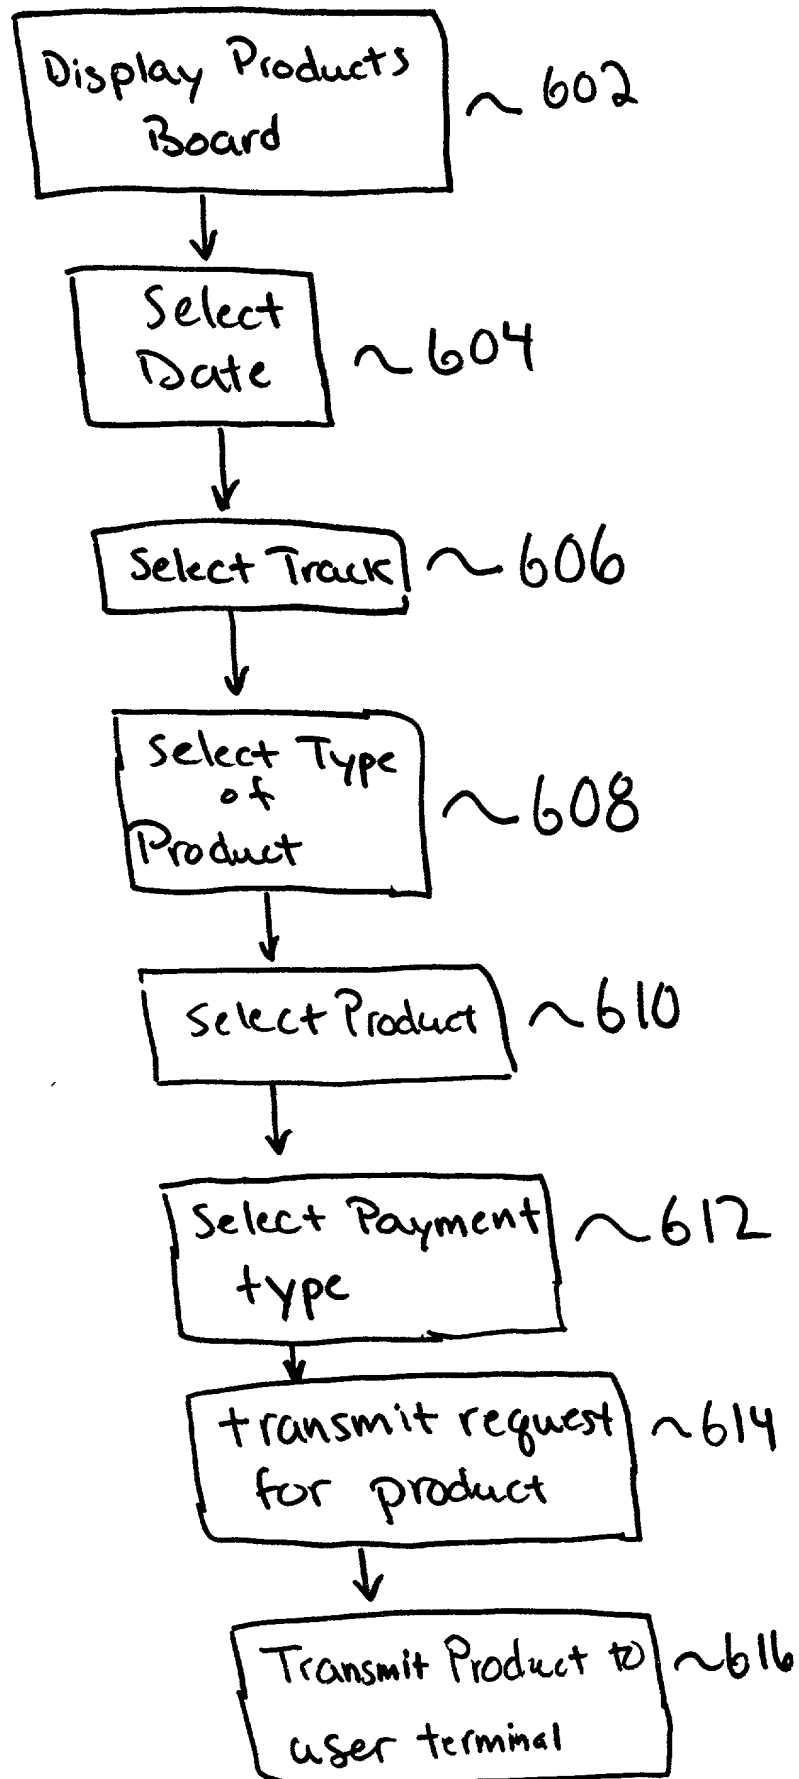 Display Products
Board
~ 602
Select
Date
~ 604
Select Track
~ 606
Select Type
of
Product
~ 608
Select Product
~ 610
Select Payment
type
~ 612
transmit request
for product
~ 614
Transmit Product to
user terminal
~ 616